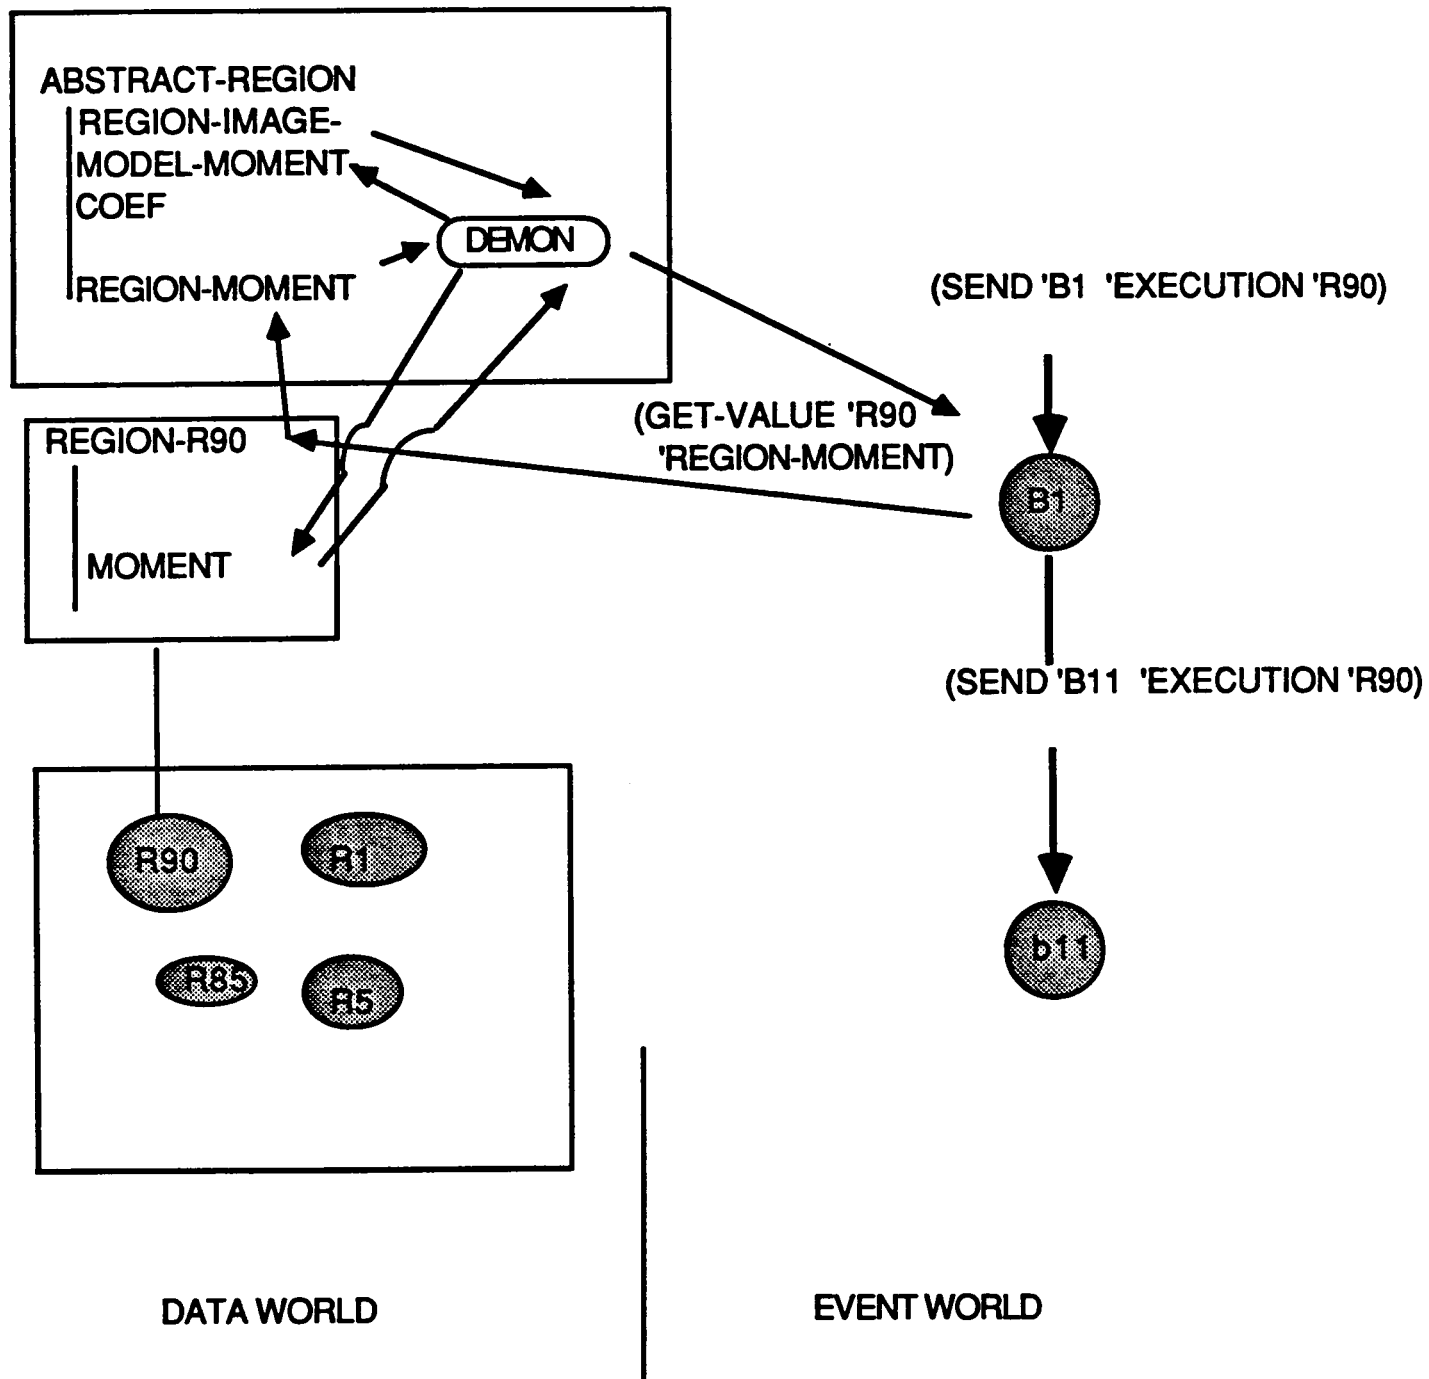 ABSTRACT-REGION
REGION-IMAGE-
MODEL-MOMENT
COEF
DEMON
REGION-MOMENT
(SEND 'B1 'EXECUTION 'R90)
(GET-VALUE 'R90
'REGION-MOMENT)
REGION-R90
B1
MOMENT
(SEND 'B11 'EXECUTION 'R90)
R90
R1
b11
R85
R5
DATA WORLD
EVENT WORLD